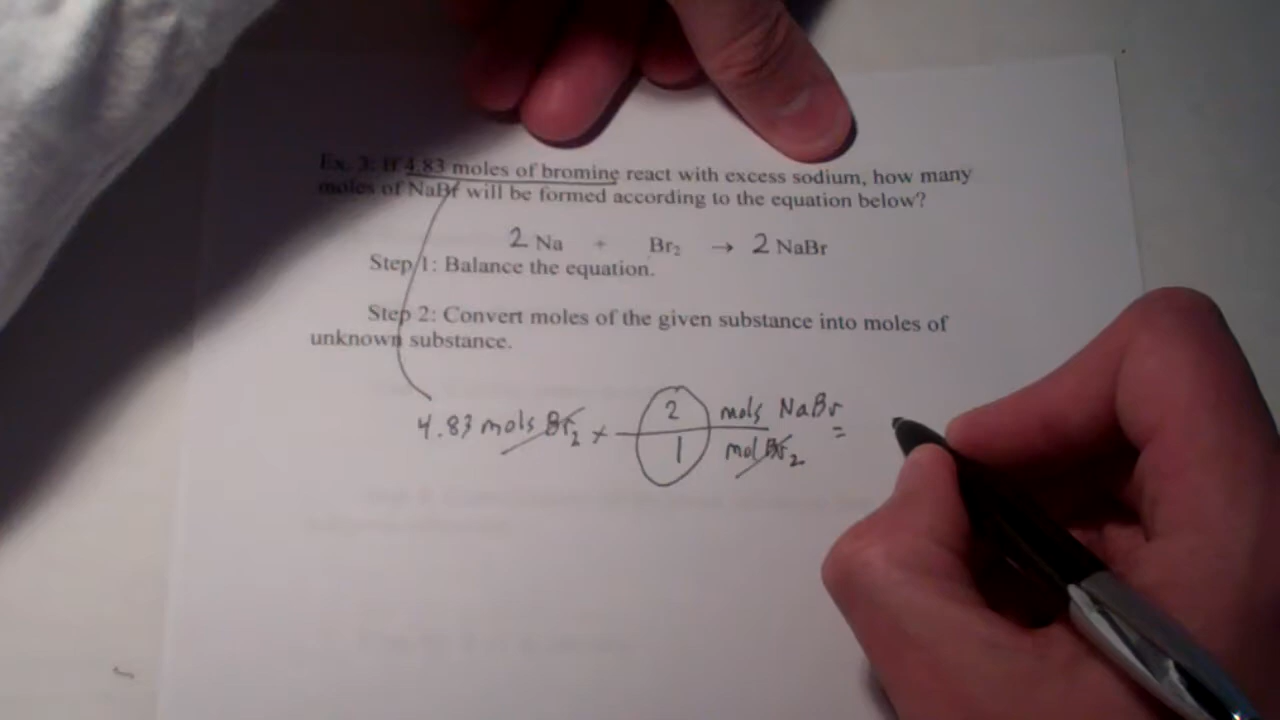 Ex. 3: If 4.83 moles of bromine react with excess sodium, how many
moles of NaBr will be formed according to the equation below?
2 Na + Br₂ → 2 NaBr
Step 1: Balance the equation.
Step 2: Convert moles of the given substance into moles of
unknown substance.
4.83 mols Br₂ x 2 mols NaBr =
1 mol Br₂